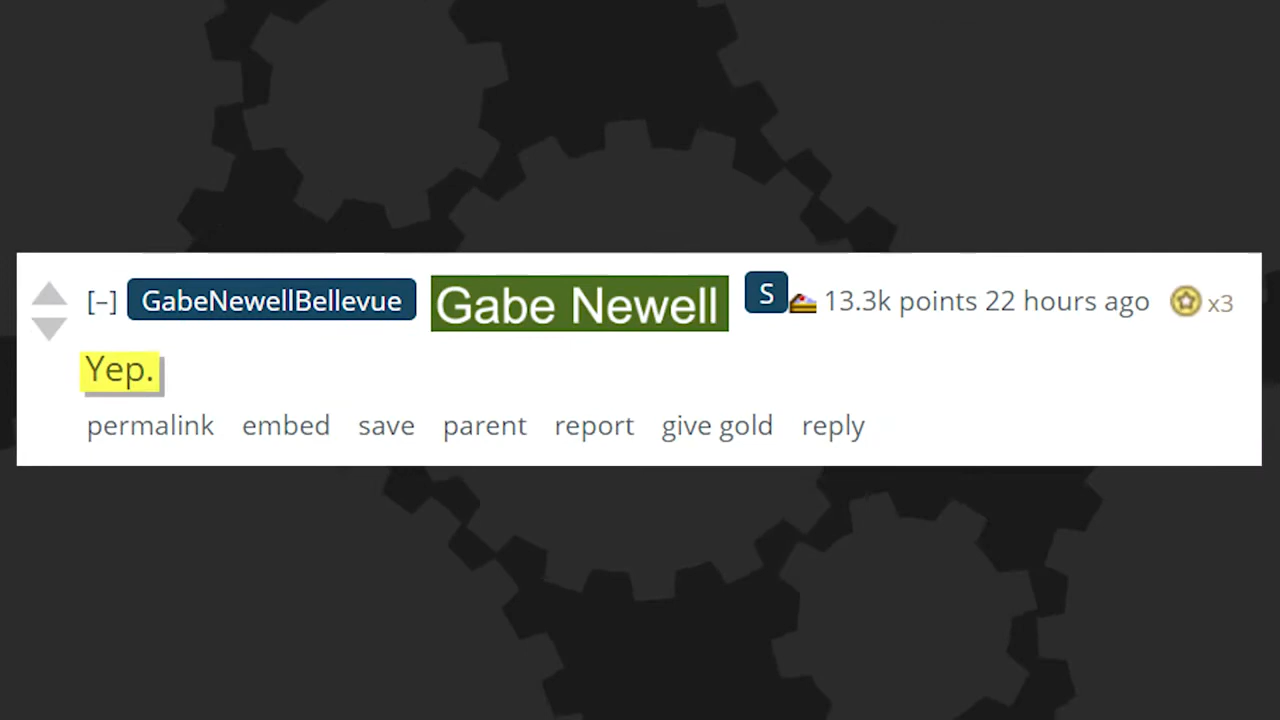 [–] GabeNewellBellevue Gabe Newell S 13.3k points 22 hours ago x3
Yep.
permalink embed save parent report give gold reply